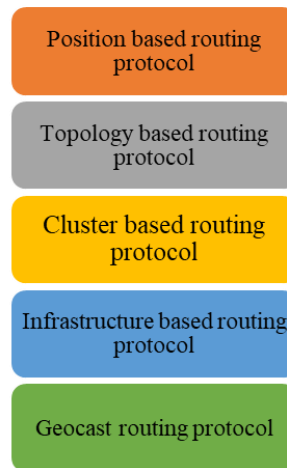 Position based routing
protocol
Topology based routing
protocol
Cluster based routing
protocol
Infrastructure based routing
protocol
Geocast routing protocol